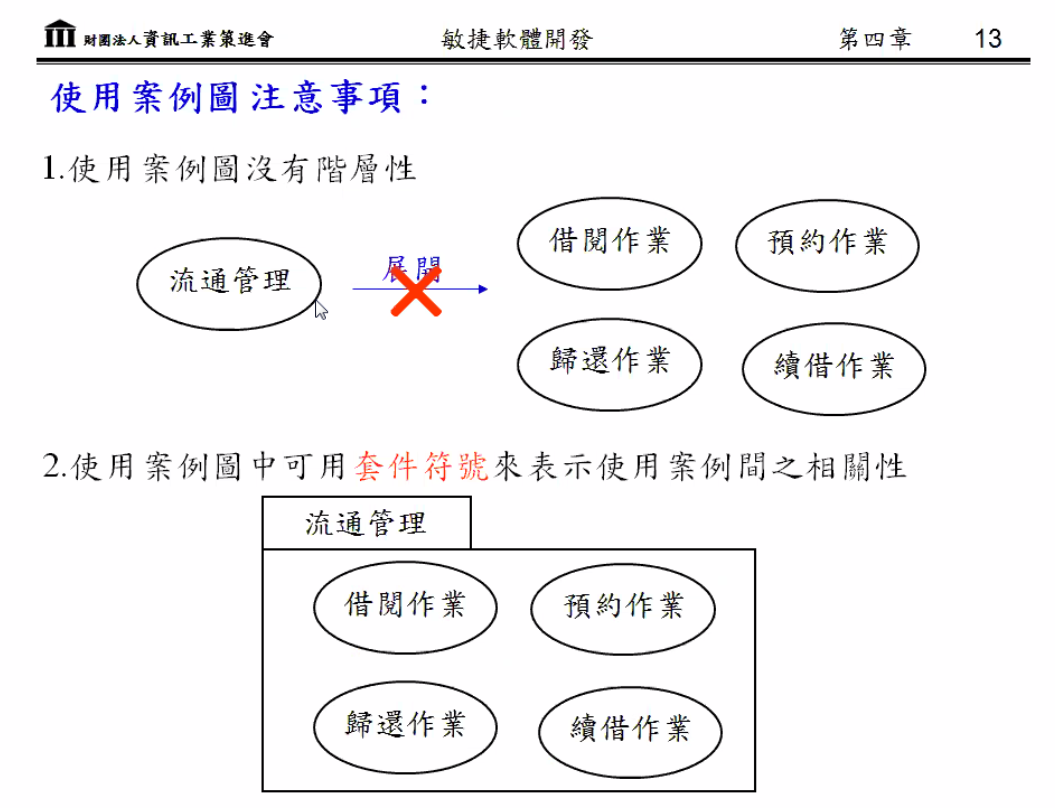 財團法人資訊工業策進會 敏捷軟體開發 第四章 13
使用案例圖注意事項：
1.使用案例圖沒有階層性
流通管理
展開
借閱作業 預約作業
歸還作業 續借作業
2.使用案例圖中可用套件符號來表示使用案例間之相關性
流通管理
借閱作業 預約作業
歸還作業 續借作業